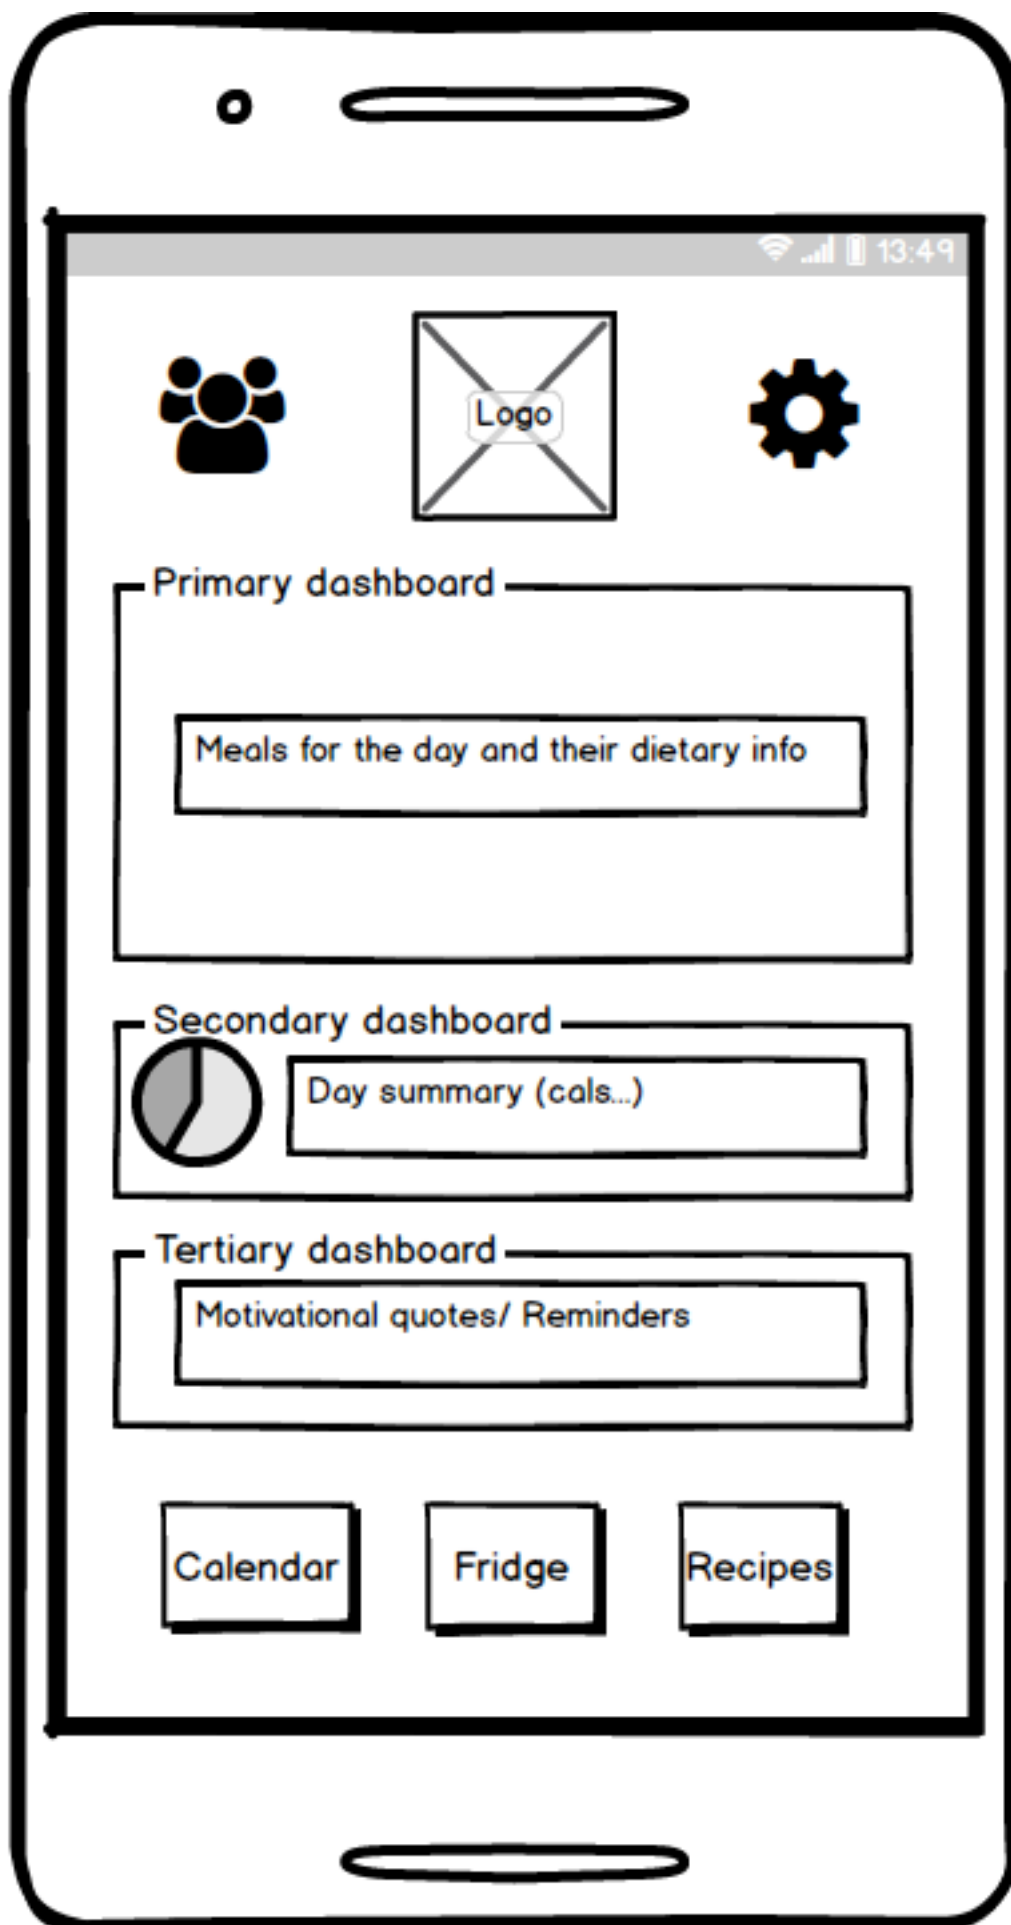 13:49
Logo
Primary dashboard
Meals for the day and their dietary info
Secondary dashboard
Day summary (cals...)
Tertiary dashboard
Motivational quotes/ Reminders
Calendar
Fridge
Recipes